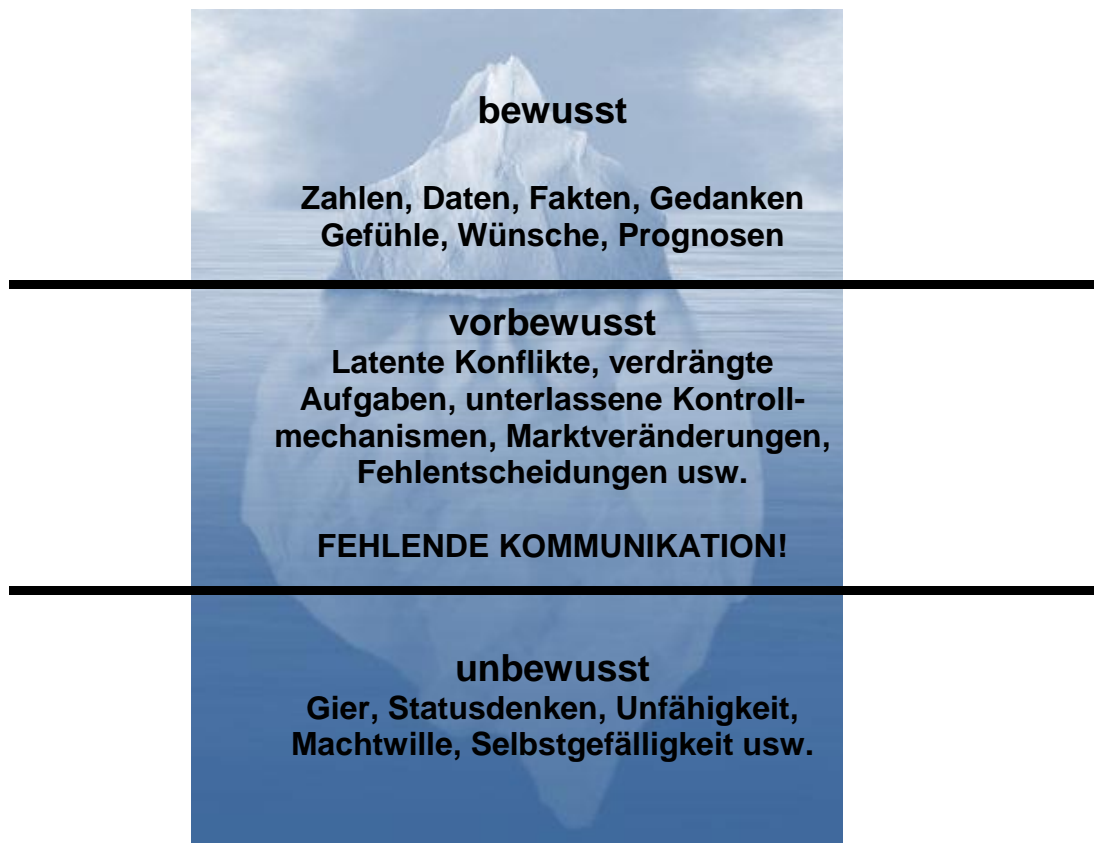 bewusst
Zahlen, Daten, Fakten, Gedanken
Gefühle, Wünsche, Prognosen
vorbewusst
Latente Konflikte, verdrängte
Aufgaben, unterlassene Kontroll-
mechanismen, Marktveränderungen,
Fehlentscheidungen usw.
FEHLENDE KOMMUNIKATION!
unbewusst
Gier, Statusdenken, Unfähigkeit,
Machtwille, Selbstgefälligkeit usw.